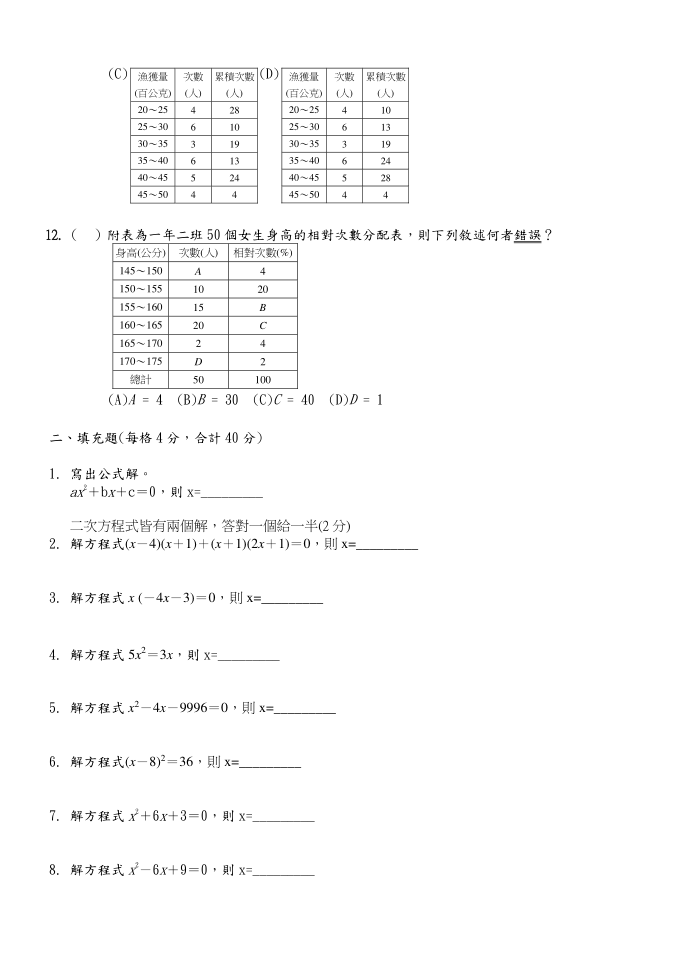 (C) 漁獲量 次數 累積次數 (D) 漁獲量 次數 累積次數
(百公克) (人) (人) (百公克) (人) (人)
20～25 4 28 20～25 4 10
25～30 6 10 25～30 6 13
30～35 3 19 30～35 3 19
35～40 6 13 35～40 6 24
40～45 5 24 40～45 5 28
45～50 4 4 45～50 4 4
12. (　) 附表為一年二班 50 個女生身高的相對次數分配表，則下列敘述何者錯誤？
身高(公分) 次數(人) 相對次數(%)
145～150 A 4
150～155 10 20
155～160 15 B
160～165 20 C
165～170 2 4
170～175 D 2
總計 50 100
(A)A = 4 (B)B = 30 (C)C = 40 (D)D = 1
二、填充題(每格 4 分，合計 40 分)
1. 寫出公式解。
ax²＋bx＋c＝0，則 x=_________
二次方程式皆有兩個解，答對一個給一半(2 分)
2. 解方程式(x－4)(x＋1)＋(x＋1)(2x＋1)＝0，則 x=_________
3. 解方程式 x (－4x－3)＝0，則 x=_________
4. 解方程式 5x²＝3x，則 x=_________
5. 解方程式 x²－4x－9996＝0，則 x=_________
6. 解方程式(x－8)²＝36，則 x=_________
7. 解方程式 x²＋6x＋3＝0，則 x=_________
8. 解方程式 x²－6x＋9＝0，則 x=_________